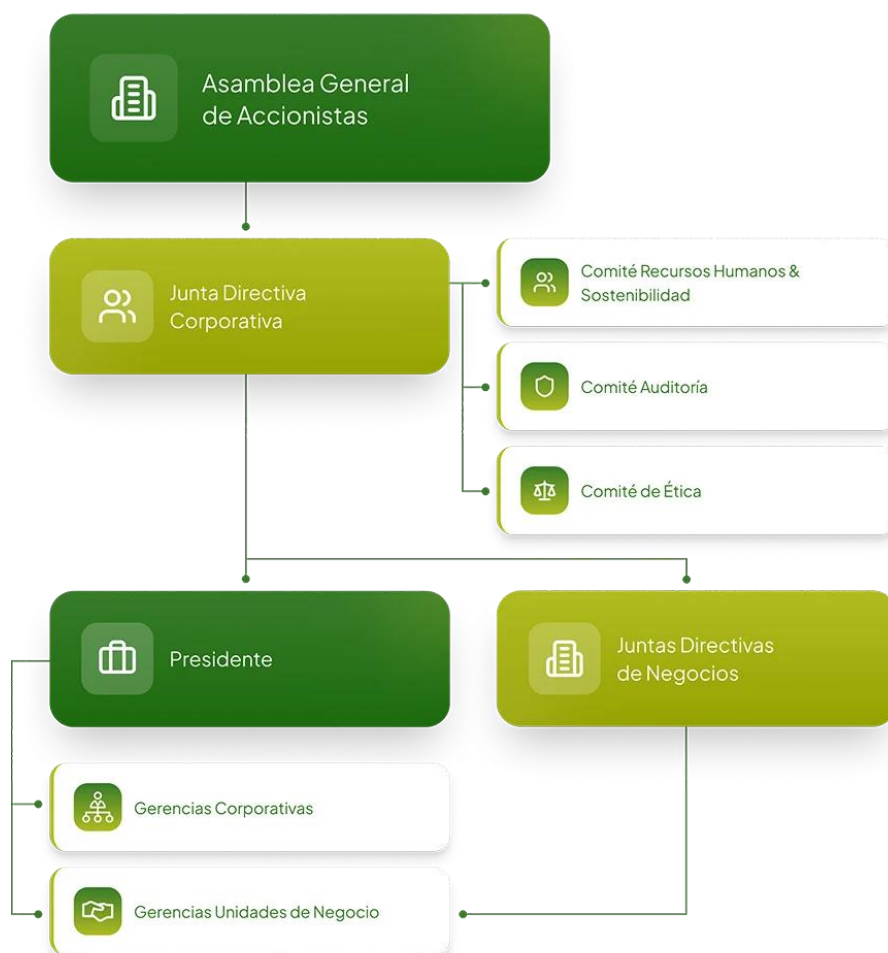 Asamblea General
de Accionistas
Junta Directiva
Corporativa
Comité Recursos Humanos &
Sostenibilidad
Comité Auditoría
Comité de Ética
Presidente
Juntas Directivas
de Negocios
Gerencias Corporativas
Gerencias Unidades de Negocio